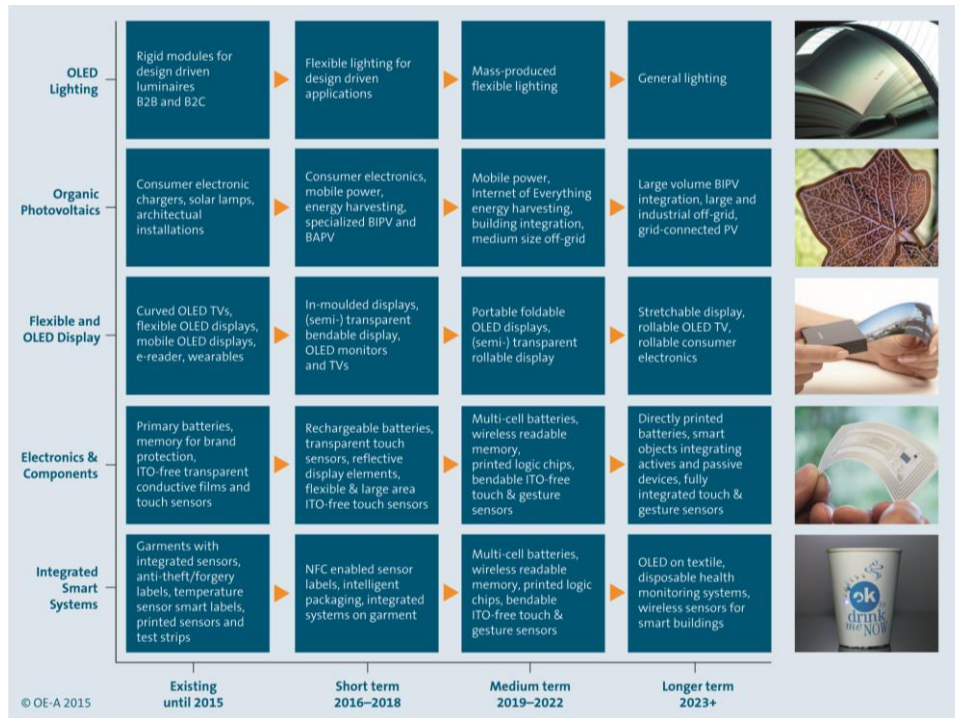 OLED
Lighting
Rigid modules for
design driven
luminaires
B2B and B2C
Flexible lighting for
design driven
applications
Mass-produced
flexible lighting
General lighting
Organic
Photovoltaics
Consumer electronic
chargers, solar lamps,
architectual
installations
Consumer electronics,
mobile power,
energy harvesting,
specialized BIPV and
BAPV
Mobile power,
Internet of Everything
energy harvesting,
building integration,
medium size off-grid
Large volume BIPV
integration, large and
industrial off-grid,
grid-connected PV
Flexible and
OLED Display
Curved OLED TVs,
flexible OLED displays,
mobile OLED displays,
e-reader, wearables
In-moulded displays,
(semi-) transparent
bendable display,
OLED monitors
and TVs
Portable foldable
OLED displays,
(semi-) transparent
rollable display
Stretchable display,
rollable OLED TV,
rollable consumer
electronics
Electronics &
Components
Primary batteries,
memory for brand
protection,
ITO-free transparent
conductive films and
touch sensors
Rechargeable batteries,
transparent touch
sensors, reflective
display elements,
flexible & large area
ITO-free touch sensors
Multi-cell batteries,
wireless readable
memory,
printed logic chips,
bendable ITO-free
touch & gesture
sensors
Directly printed
batteries, smart
objects integrating
actives and passive
devices, fully
integrated touch &
gesture sensors
Integrated
Smart
Systems
Garments with
integrated sensors,
anti-theft/forgery
labels, temperature
sensor smart labels,
printed sensors and
test strips
NFC enabled sensor
labels, intelligent
packaging, integrated
systems on garment
Multi-cell batteries,
wireless readable
memory, printed logic
chips, bendable
ITO-free touch &
gesture sensors
OLED on textile,
disposable health
monitoring systems,
wireless sensors for
smart buildings
ok
drink
me NOW
© OE-A 2015
Existing
until 2015
Short term
2016–2018
Medium term
2019–2022
Longer term
2023+